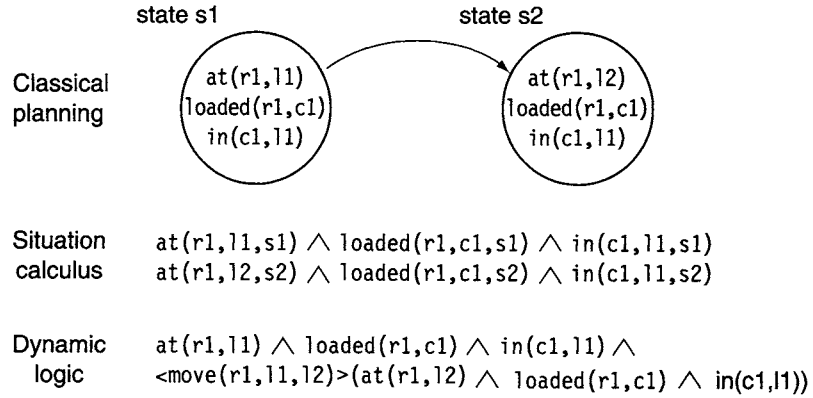 state s1
state s2
Classical
planning
at(r1,l1)
loaded(r1,c1)
in(c1,l1)
at(r1,l2)
loaded(r1,c1)
in(c1,l1)
Situation
calculus
at(r1,l1,s1) ∧ loaded(r1,c1,s1) ∧ in(c1,l1,s1)
at(r1,l2,s2) ∧ loaded(r1,c1,s2) ∧ in(c1,l1,s2)
Dynamic
logic
at(r1,l1) ∧ loaded(r1,c1) ∧ in(c1,l1) ∧
<move(r1,l1,l2)>(at(r1,l2) ∧ loaded(r1,c1) ∧ in(c1,l1))